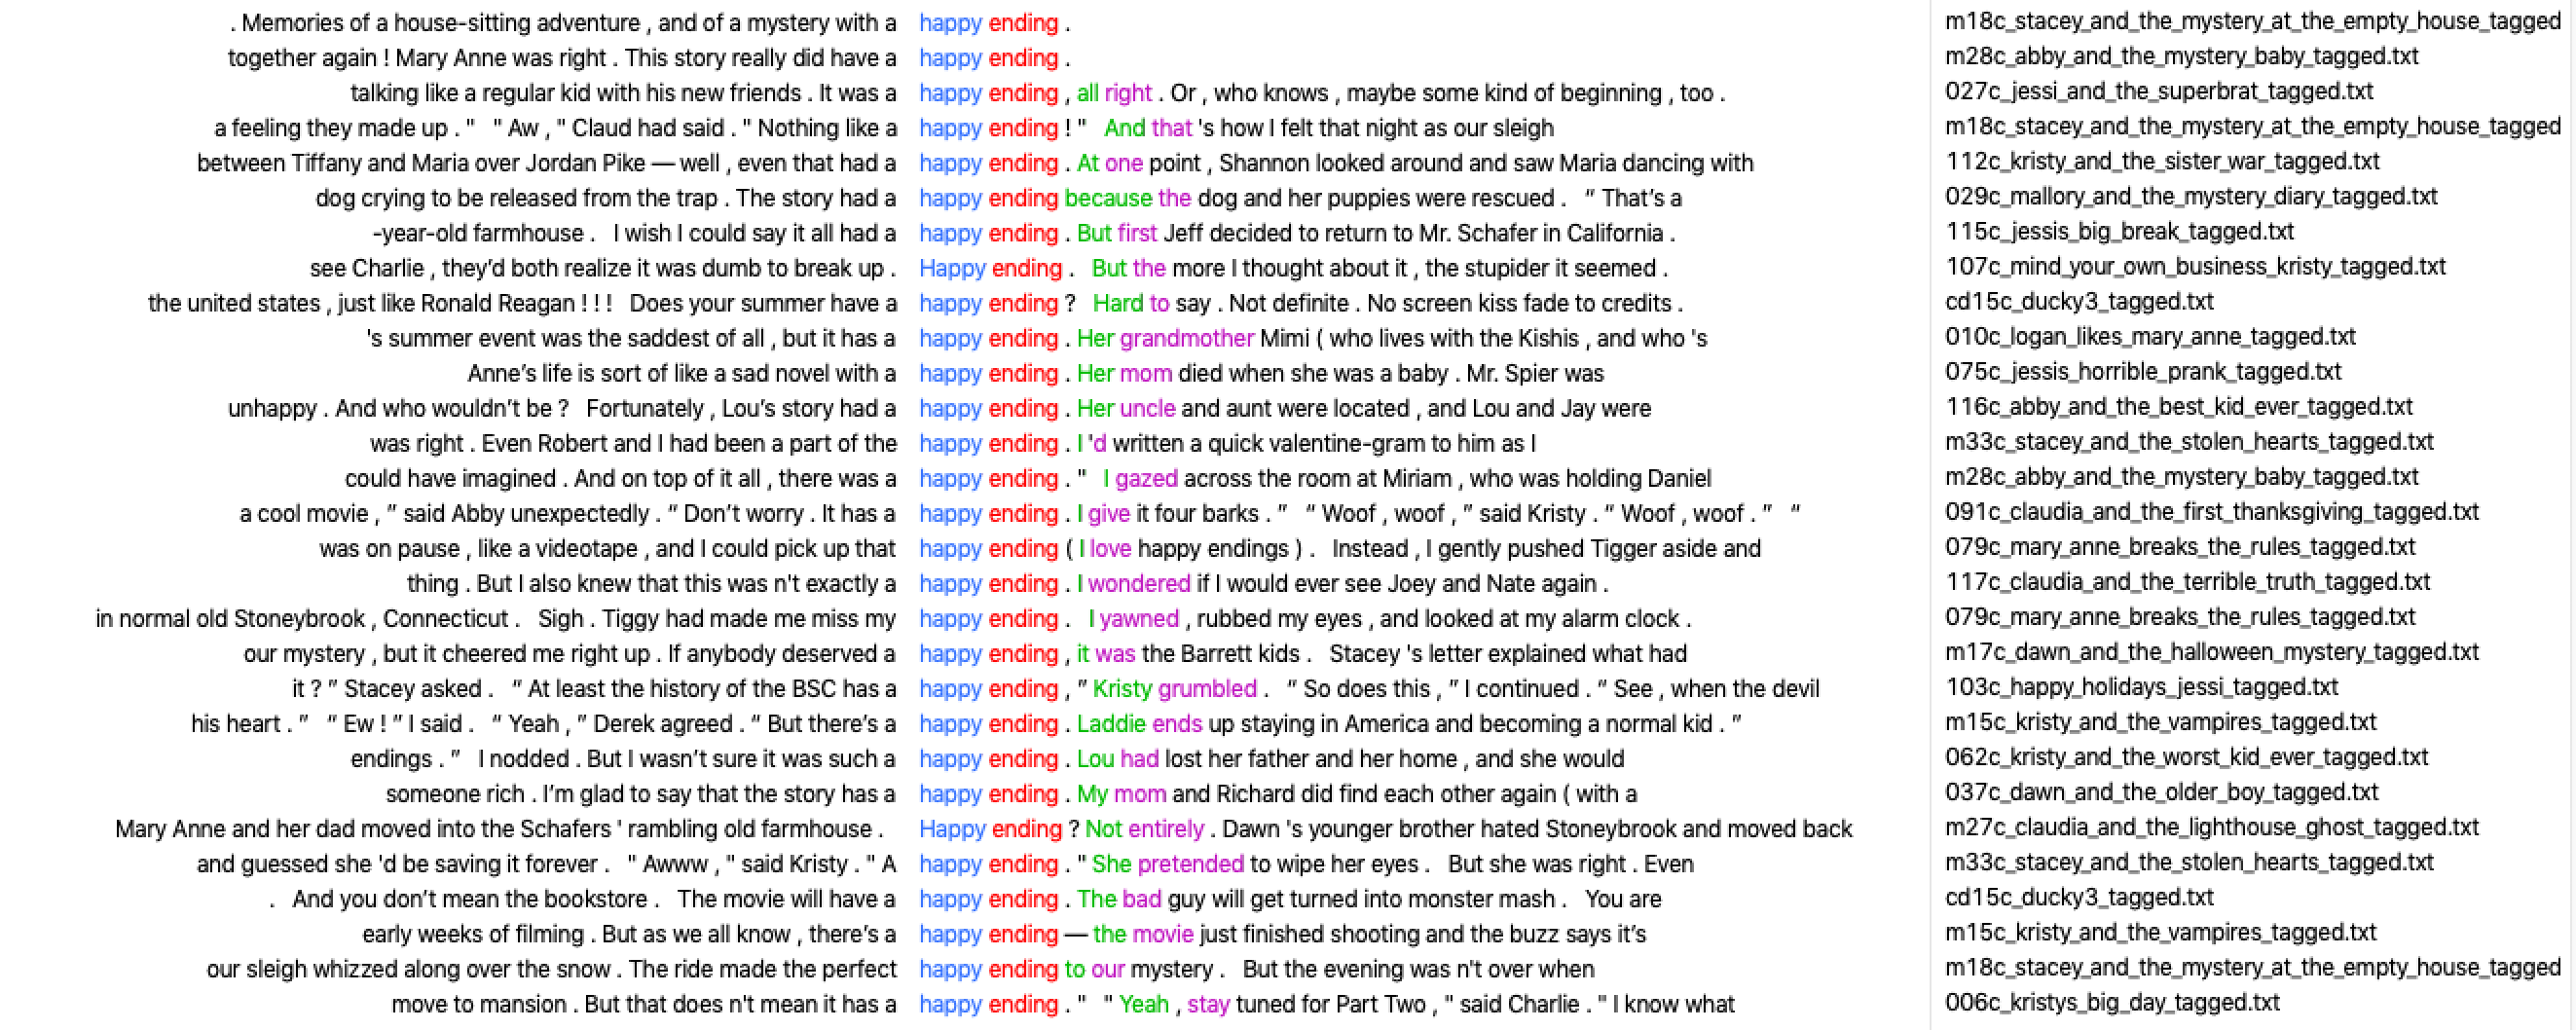 . Memories of a house-sitting adventure , and of a mystery with a happy ending . m18c_stacey_and_the_mystery_at_the_empty_house_tagged
together again ! Mary Anne was right . This story really did have a happy ending . m28c_abby_and_the_mystery_baby_tagged.txt
talking like a regular kid with his new friends . It was a happy ending , all right . Or , who knows , maybe some kind of beginning , too . 027c_jessi_and_the_superbrat_tagged.txt
a feeling they made up . " " Aw , " Claud had said . " Nothing like a happy ending ! " And that 's how I felt that night as our sleigh m18c_stacey_and_the_mystery_at_the_empty_house_tagged
between Tiffany and Maria over Jordan Pike — well , even that had a happy ending . At one point , Shannon looked around and saw Maria dancing with 112c_kristy_and_the_sister_war_tagged.txt
dog crying to be released from the trap . The story had a happy ending because the dog and her puppies were rescued . “ That’s a 029c_mallory_and_the_mystery_diary_tagged.txt
-year-old farmhouse . I wish I could say it all had a happy ending . But first Jeff decided to return to Mr. Schafer in California . 115c_jessis_big_break_tagged.txt
see Charlie , they’d both realize it was dumb to break up . Happy ending . But the more I thought about it , the stupider it seemed . 107c_mind_your_own_business_kristy_tagged.txt
the united states , just like Ronald Reagan ! ! ! Does your summer have a happy ending ? Hard to say . Not definite . No screen kiss fade to credits . cd15c_ducky3_tagged.txt
's summer event was the saddest of all , but it has a happy ending . Her grandmother Mimi ( who lives with the Kishis , and who 's 010c_logan_likes_mary_anne_tagged.txt
Anne’s life is sort of like a sad novel with a happy ending . Her mom died when she was a baby . Mr. Spier was 075c_jessis_horrible_prank_tagged.txt
unhappy . And who wouldn’t be ? Fortunately , Lou’s story had a happy ending . Her uncle and aunt were located , and Lou and Jay were 116c_abby_and_the_best_kid_ever_tagged.txt
was right . Even Robert and I had been a part of the happy ending . I 'd written a quick valentine-gram to him as I m33c_stacey_and_the_stolen_hearts_tagged.txt
could have imagined . And on top of it all , there was a happy ending . " I gazed across the room at Miriam , who was holding Daniel m28c_abby_and_the_mystery_baby_tagged.txt
a cool movie , ” said Abby unexpectedly . “ Don’t worry . It has a happy ending . I give it four barks . ” “ Woof , woof , ” said Kristy . “ Woof , woof . ” “ 091c_claudia_and_the_first_thanksgiving_tagged.txt
was on pause , like a videotape , and I could pick up that happy ending ( I love happy endings ) . Instead , I gently pushed Tigger aside and 079c_mary_anne_breaks_the_rules_tagged.txt
thing . But I also knew that this was n't exactly a happy ending . I wondered if I would ever see Joey and Nate again . 117c_claudia_and_the_terrible_truth_tagged.txt
in normal old Stoneybrook , Connecticut . Sigh . Tiggy had made me miss my happy ending . I yawned , rubbed my eyes , and looked at my alarm clock . 079c_mary_anne_breaks_the_rules_tagged.txt
our mystery , but it cheered me right up . If anybody deserved a happy ending , it was the Barrett kids . Stacey 's letter explained what had m17c_dawn_and_the_halloween_mystery_tagged.txt
it ? ” Stacey asked . “ At least the history of the BSC has a happy ending , ” Kristy grumbled . “ So does this , ” I continued . “ See , when the devil 103c_happy_holidays_jessi_tagged.txt
his heart . ” “ Ew ! ” I said . “ Yeah , ” Derek agreed . “ But there’s a happy ending . Laddie ends up staying in America and becoming a normal kid . ” m15c_kristy_and_the_vampires_tagged.txt
endings . ” I nodded . But I wasn’t sure it was such a happy ending . Lou had lost her father and her home , and she would 062c_kristy_and_the_worst_kid_ever_tagged.txt
someone rich . I’m glad to say that the story has a happy ending . My mom and Richard did find each other again ( with a 037c_dawn_and_the_older_boy_tagged.txt
Mary Anne and her dad moved into the Schafers ' rambling old farmhouse . Happy ending ? Not entirely . Dawn 's younger brother hated Stoneybrook and moved back m27c_claudia_and_the_lighthouse_ghost_tagged.txt
and guessed she 'd be saving it forever . " Awww , " said Kristy . " A happy ending . " She pretended to wipe her eyes . But she was right . Even m33c_stacey_and_the_stolen_hearts_tagged.txt
. And you don’t mean the bookstore . The movie will have a happy ending . The bad guy will get turned into monster mash . You are cd15c_ducky3_tagged.txt
early weeks of filming . But as we all know , there’s a happy ending — the movie just finished shooting and the buzz says it’s m15c_kristy_and_the_vampires_tagged.txt
our sleigh whizzed along over the snow . The ride made the perfect happy ending to our mystery . But the evening was n't over when m18c_stacey_and_the_mystery_at_the_empty_house_tagged
move to mansion . But that does n't mean it has a happy ending . " " Yeah , stay tuned for Part Two , " said Charlie . " I know what 006c_kristys_big_day_tagged.txt